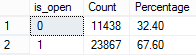 is_open Count Percentage
1 0 11438 32.40
2 1 23867 67.60